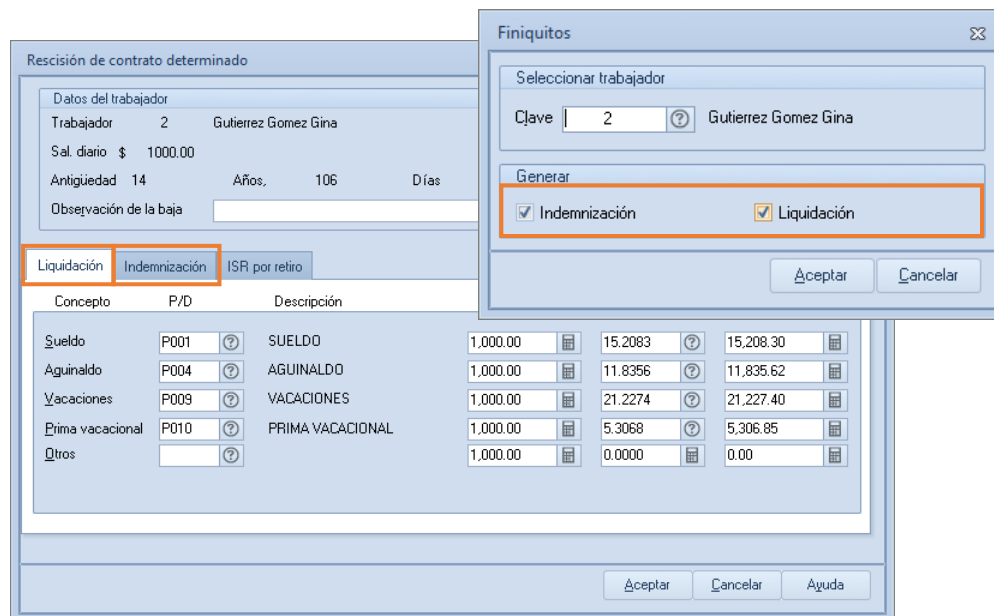 Finiquitos
Seleccionar trabajador
Clave 2 Gutierrez Gomez Gina
Generar
Indemnización Liquidación
Aceptar Cancelar
Rescisión de contrato determinado
Datos del trabajador
Trabajador 2 Gutierrez Gomez Gina
Sal. diario $ 1000.00
Antigüedad 14 Años, 106 Días
Observación de la baja
Liquidación Indemnización ISR por retiro
Concepto P/D Descripción
Sueldo P001 SUELDO 1,000.00 15.2083 15,208.30
Aguinaldo P004 AGUINALDO 1,000.00 11.8356 11,835.62
Vacaciones P009 VACACIONES 1,000.00 21.2274 21,227.40
Prima vacacional P010 PRIMA VACACIONAL 1,000.00 5.3068 5,306.85
Otros 1,000.00 0.0000 0.00
Aceptar Cancelar Ayuda